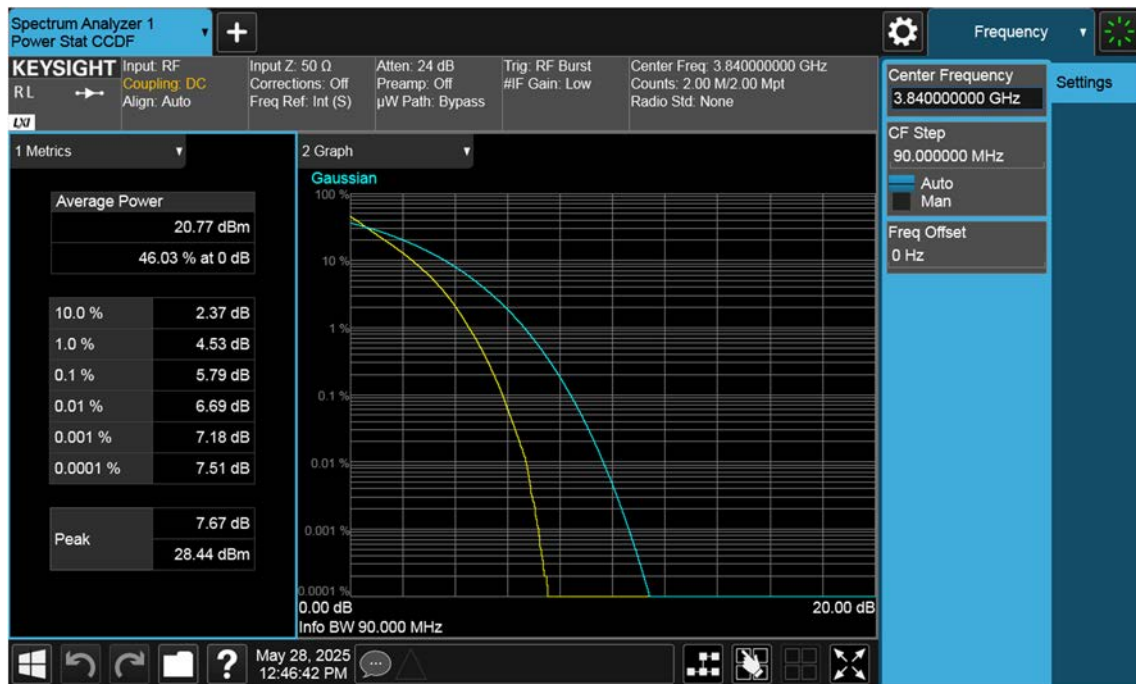 Spectrum Analyzer 1
Power Stat CCDF
+
Frequency
KEYSIGHT
RL
LXI
Input: RF
Coupling: DC
Align: Auto
Input Z: 50 Ω
Corrections: Off
Freq Ref: Int (S)
Atten: 24 dB
Preamp: Off
µW Path: Bypass
Trig: RF Burst
#IF Gain: Low
Center Freq: 3.840000000 GHz
Counts: 2.00 M/2.00 Mpt
Radio Std: None
Center Frequency
3.840000000 GHz
Settings
CF Step
90.000000 MHz
Auto
Man
Freq Offset
0 Hz
1 Metrics
Average Power
20.77 dBm
46.03 % at 0 dB
10.0 % 2.37 dB
1.0 % 4.53 dB
0.1 % 5.79 dB
0.01 % 6.69 dB
0.001 % 7.18 dB
0.0001 % 7.51 dB
Peak
7.67 dB
28.44 dBm
2 Graph
Gaussian
100 %
10 %
1 %
0.1 %
0.01 %
0.001 %
0.0001 %
0.00 dB 20.00 dB
Info BW 90.000 MHz
?
May 28, 2025
12:46:42 PM